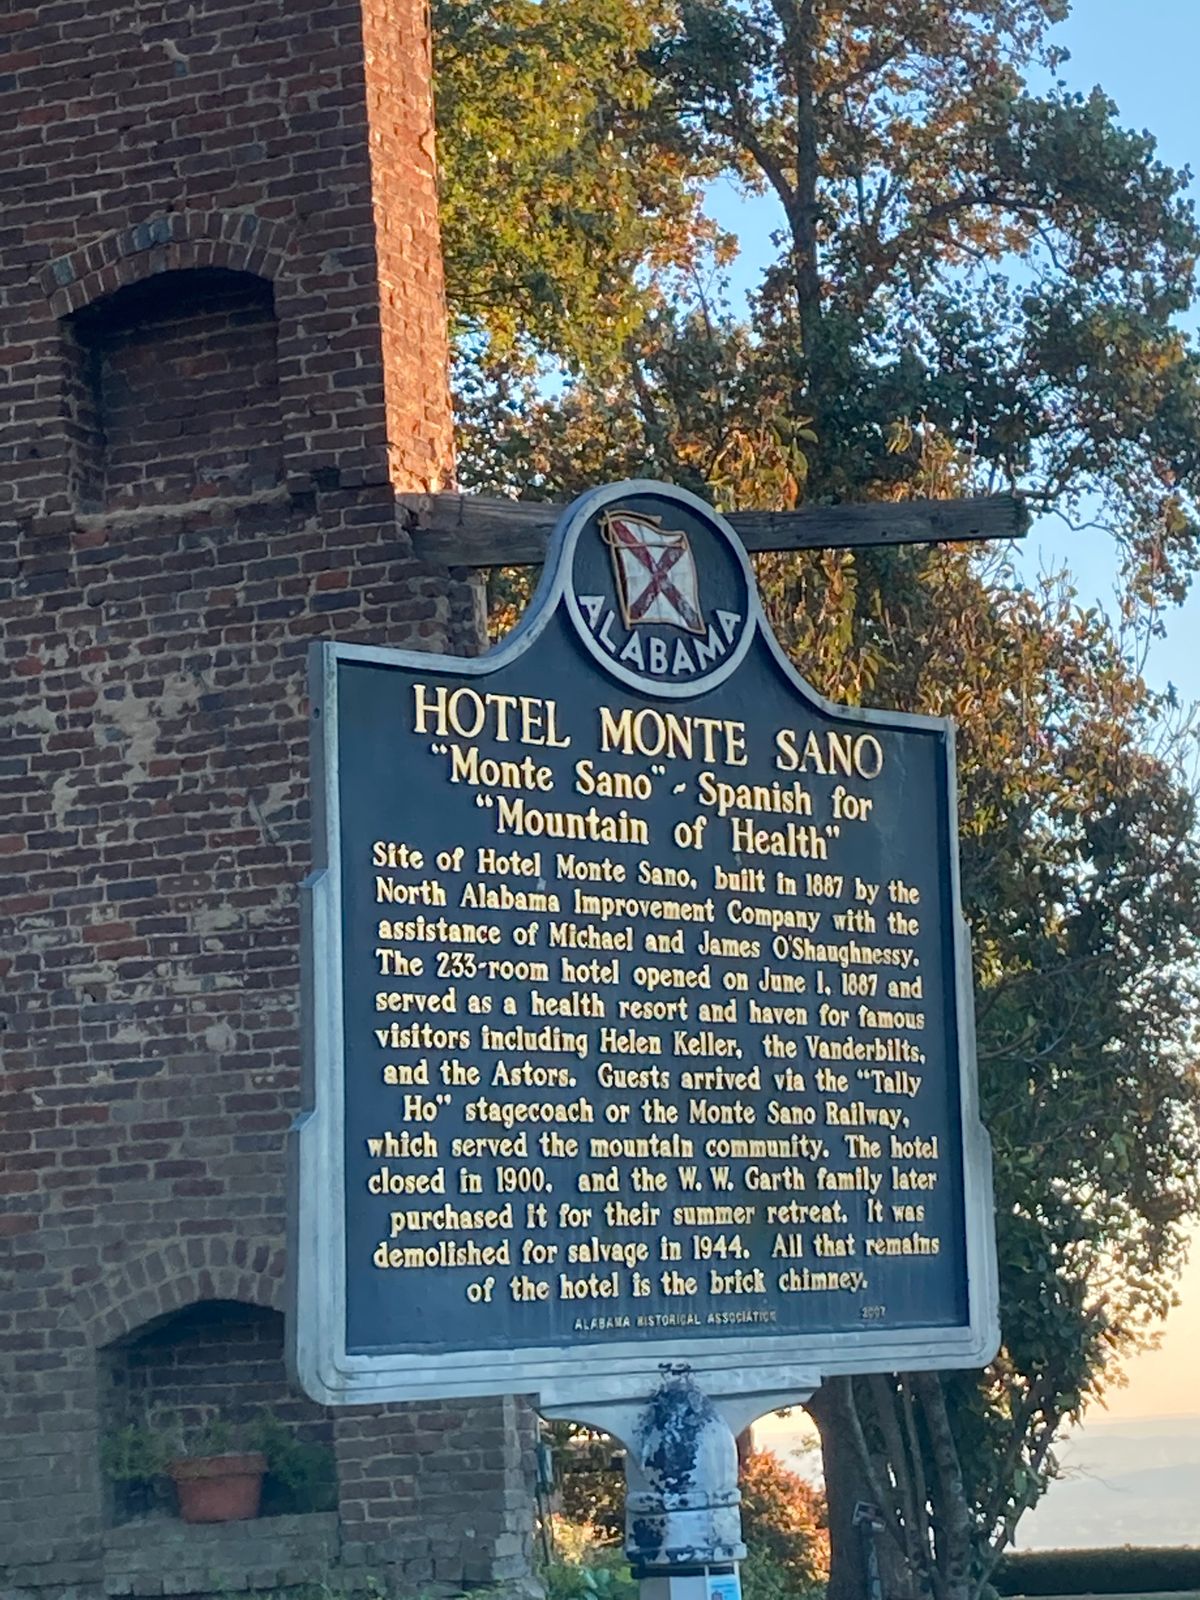 ALABAMA
HOTEL MONTE SANO
"Monte Sano" - Spanish for
"Mountain of Health"
Site of Hotel Monte Sano, built in 1887 by the
North Alabama Improvement Company with the
assistance of Michael and James O'Shaughnessy.
The 233-room hotel opened on June 1, 1887 and
served as a health resort and haven for famous
visitors including Helen Keller, the Vanderbilts,
and the Astors. Guests arrived via the "Tally
Ho" stagecoach or the Monte Sano Railway,
which served the mountain community. The hotel
closed in 1900, and the W. W. Garth family later
purchased it for their summer retreat. It was
demolished for salvage in 1944. All that remains
of the hotel is the brick chimney.
ALABAMA HISTORICAL ASSOCIATION 2007